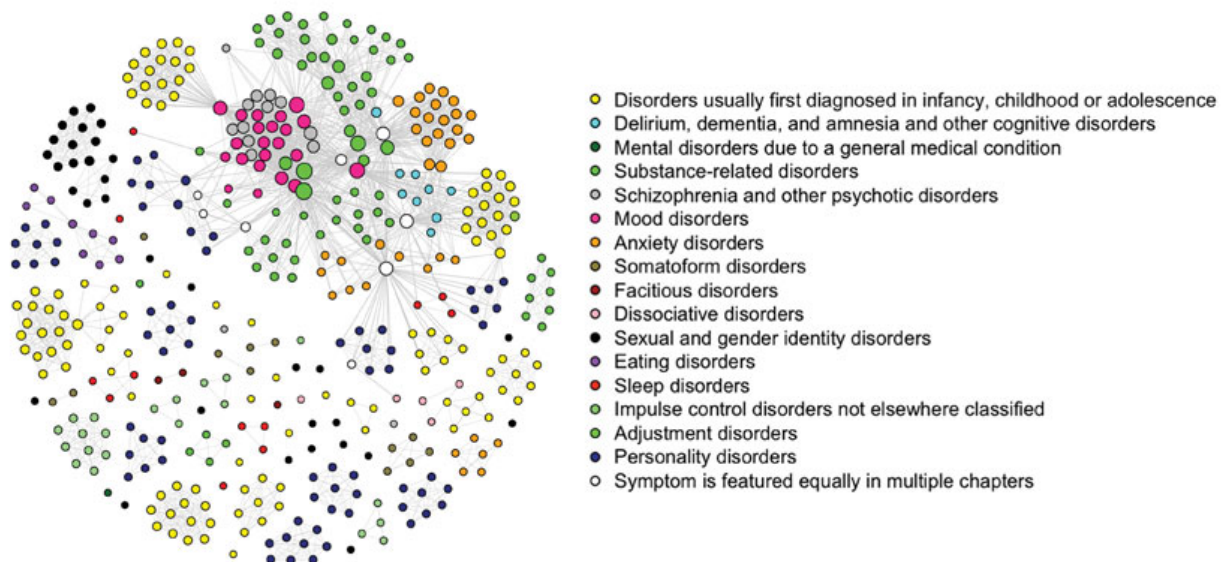 Disorders usually first diagnosed in infancy, childhood or adolescence
Delirium, dementia, and amnesia and other cognitive disorders
Mental disorders due to a general medical condition
Substance-related disorders
Schizophrenia and other psychotic disorders
Mood disorders
Anxiety disorders
Somatoform disorders
Facitious disorders
Dissociative disorders
Sexual and gender identity disorders
Eating disorders
Sleep disorders
Impulse control disorders not elsewhere classified
Adjustment disorders
Personality disorders
Symptom is featured equally in multiple chapters